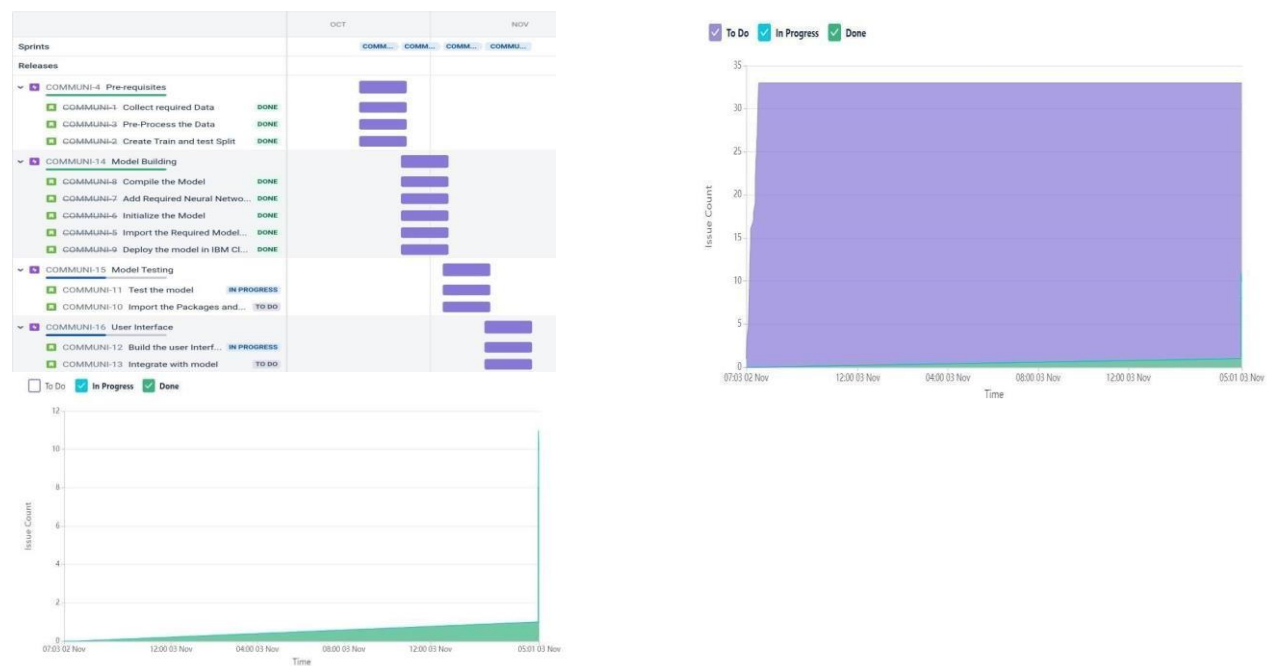 OCT NOV
Sprints COMM... COMM... COMM... COMMU...
Releases
COMMUNI-4 Pre-requisites
COMMUNI-1 Collect required Data DONE
COMMUNI-3 Pre-Process the Data DONE
COMMUNI-2 Create Train and test Split DONE
COMMUNI-14 Model Building
COMMUNI-8 Compile the Model DONE
COMMUNI-7 Add Required Neural Netwo... DONE
COMMUNI-6 Initialize the Model DONE
COMMUNI-5 Import the Required Model... DONE
COMMUNI-9 Deploy the model in IBM Cl... DONE
COMMUNI-15 Model Testing
COMMUNI-11 Test the model IN PROGRESS
COMMUNI-10 Import the Packages and... TO DO
COMMUNI-16 User Interface
COMMUNI-12 Build the user Interf... IN PROGRESS
COMMUNI-13 Integrate with model TO DO
To Do In Progress Done
12
10
8
6
4
2
0
Issue Count
07:03 02 Nov 12:00 03 Nov 04:00 03 Nov 08:00 03 Nov 12:00 03 Nov 05:01 03 Nov
Time
To Do In Progress Done
35
30
25
20
15
10
5
0
Issue Count
07:03 02 Nov 12:00 03 Nov 04:00 03 Nov 08:00 03 Nov 12:00 03 Nov 05:01 03 Nov
Time